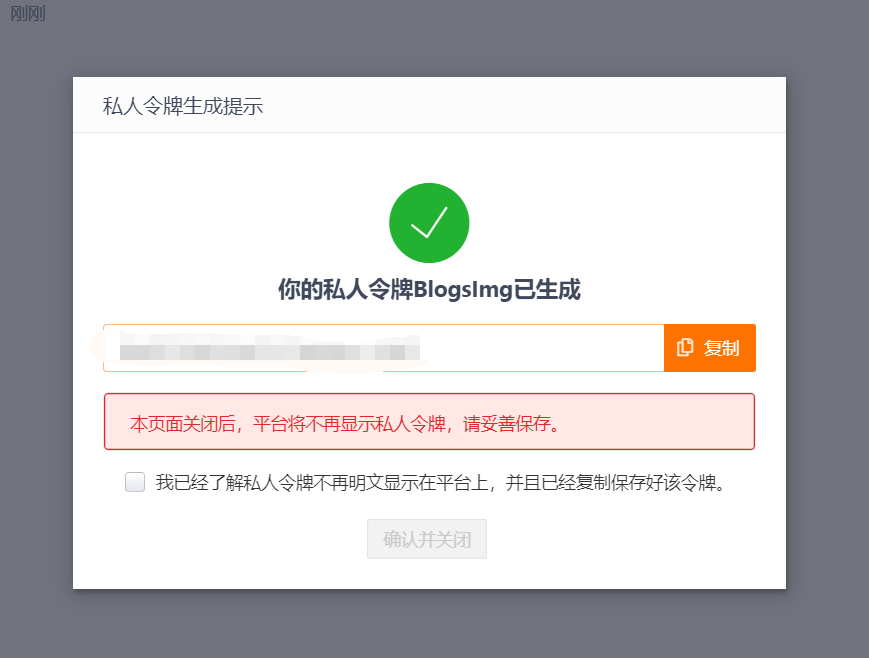 刚刚
私人令牌生成提示
你的私人令牌BlogsImg已生成
复制
本页面关闭后，平台将不再显示私人令牌，请妥善保存。
我已经了解私人令牌不再明文显示在平台上，并且已经复制保存好该令牌。
确认并关闭